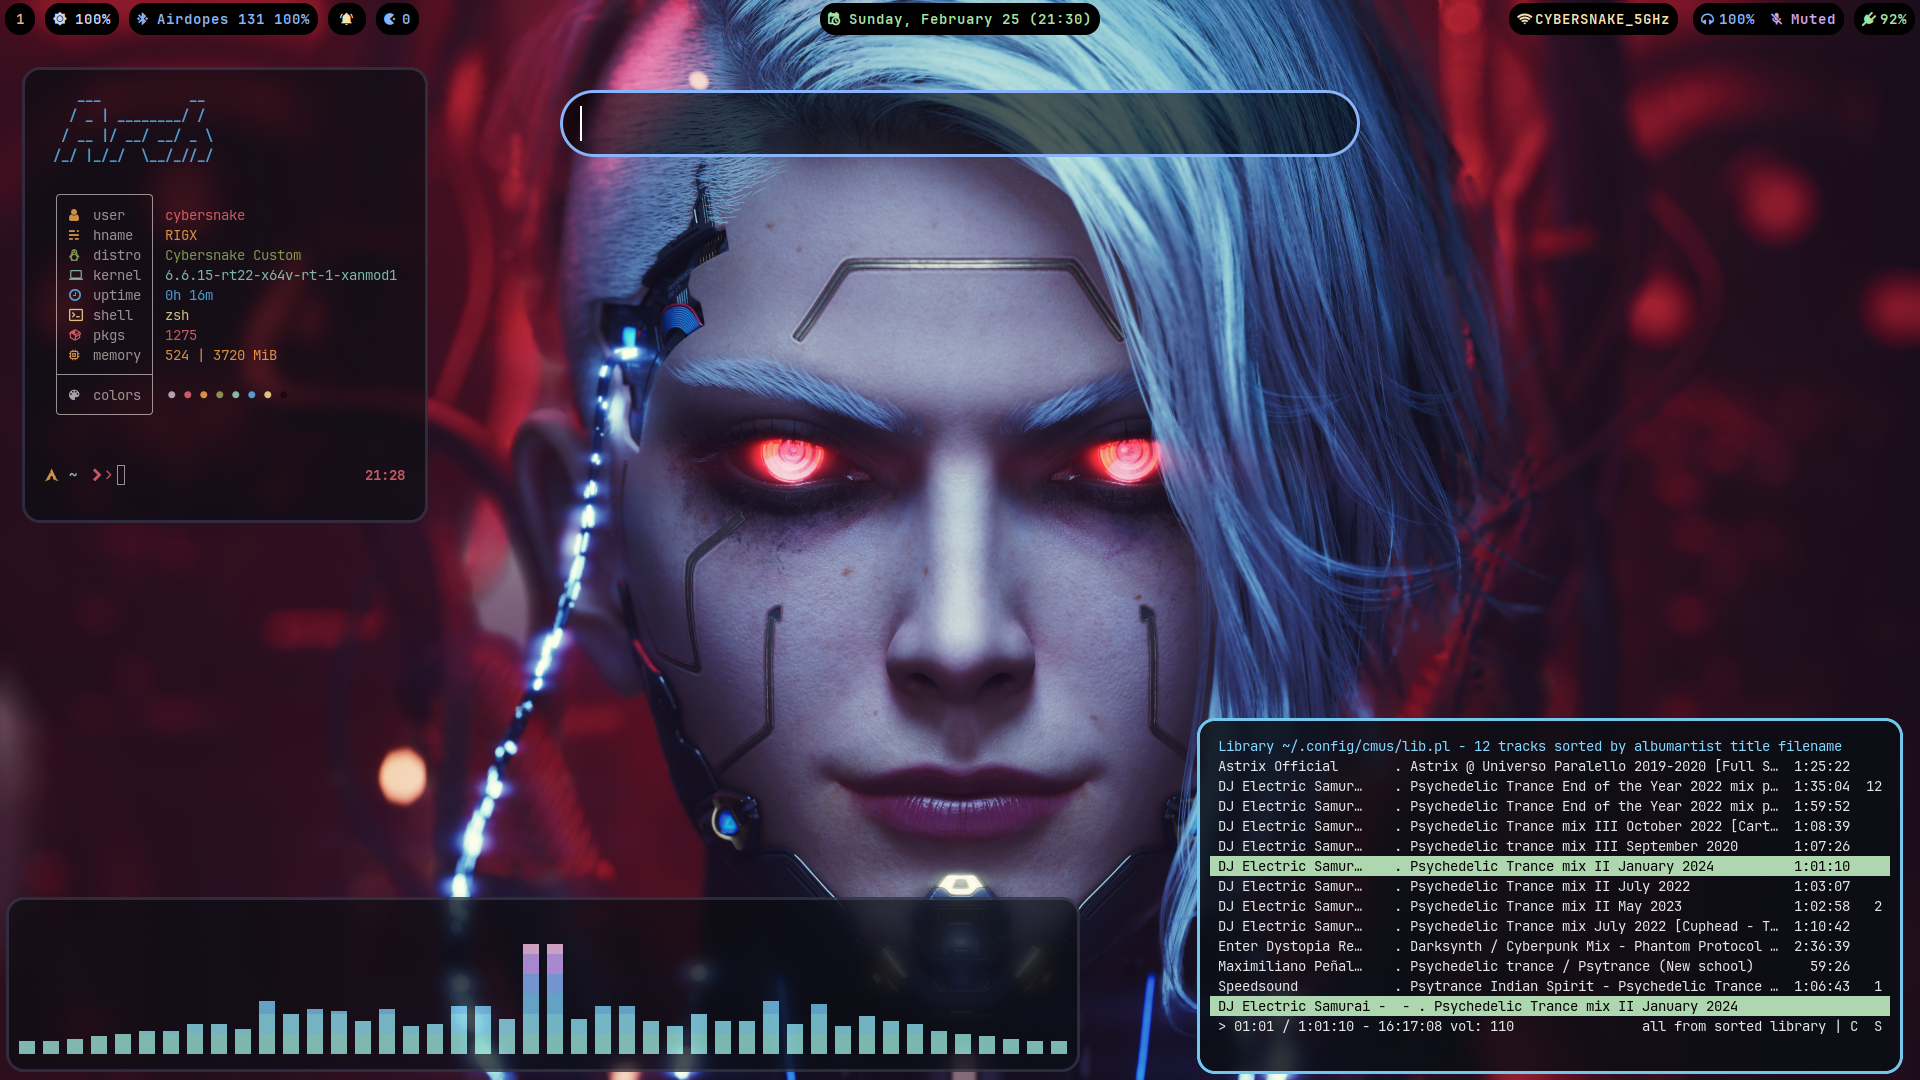 1 100% Airdopes 131 100% 0
Sunday, February 25 (21:30)
CYBERSNAKE_5GHz 100% Muted 92%
user cybersnake
hname RIGX
distro Cybersnake Custom
kernel 6.6.15-rt22-x64v-rt-1-xanmod1
uptime 0h 16m
shell zsh
pkgs 1275
memory 524 | 3720 MiB
colors
~ 21:28
Library ~/.config/cmus/lib.pl - 12 tracks sorted by albumartist title filename
Astrix Official . Astrix @ Universo Paralello 2019-2020 [Full S… 1:25:22
DJ Electric Samur… . Psychedelic Trance End of the Year 2022 mix p… 1:35:04 12
DJ Electric Samur… . Psychedelic Trance End of the Year 2022 mix p… 1:59:52
DJ Electric Samur… . Psychedelic Trance mix III October 2022 [Cart… 1:08:39
DJ Electric Samur… . Psychedelic Trance mix III September 2020 1:07:26
DJ Electric Samur… . Psychedelic Trance mix II January 2024 1:01:10
DJ Electric Samur… . Psychedelic Trance mix II July 2022 1:03:07
DJ Electric Samur… . Psychedelic Trance mix II May 2023 1:02:58 2
DJ Electric Samur… . Psychedelic Trance mix July 2022 [Cuphead - T… 1:10:42
Enter Dystopia Re… . Darksynth / Cyberpunk Mix - Phantom Protocol … 2:36:39
Maximiliano Peñal… . Psychedelic trance / Psytrance (New school) 59:26
Speedsound . Psytrance Indian Spirit - Psychedelic Trance … 1:06:43 1
DJ Electric Samurai - - . Psychedelic Trance mix II January 2024
> 01:01 / 1:01:10 - 16:17:08 vol: 110 all from sorted library | C S